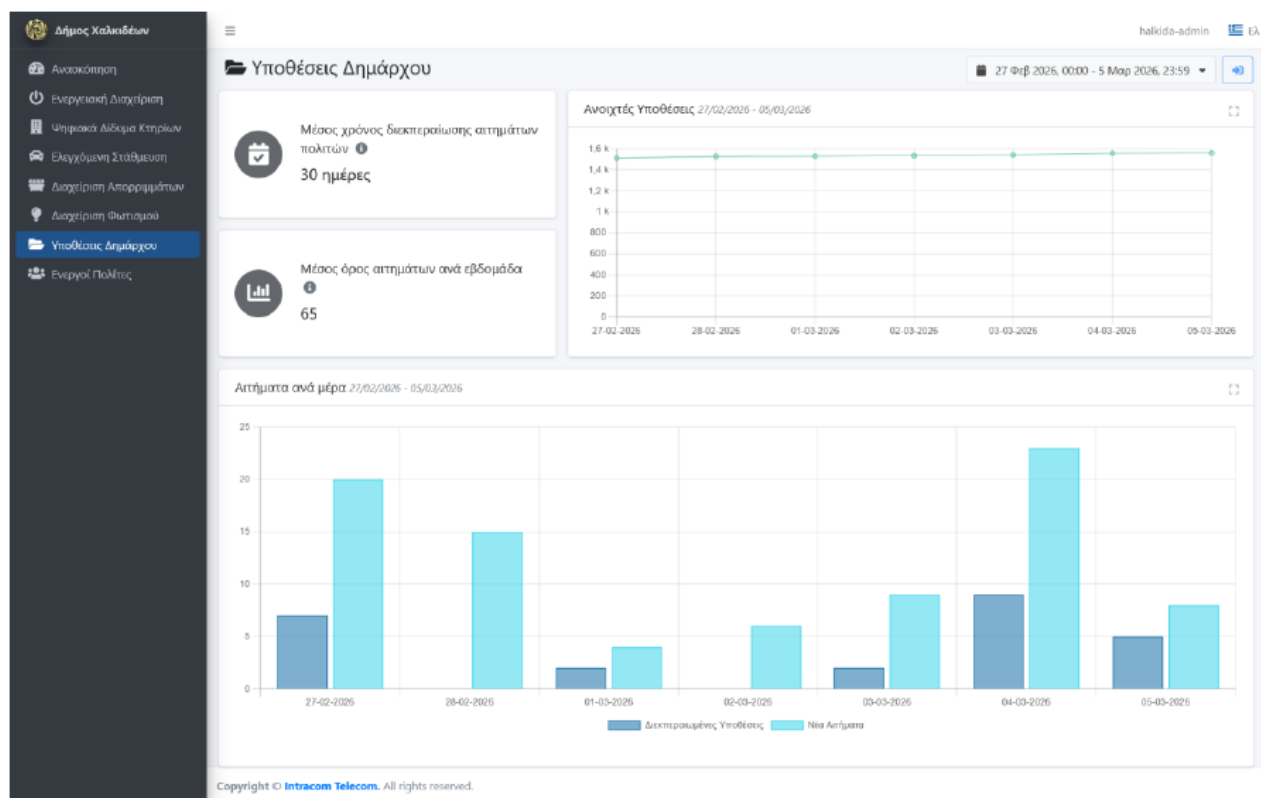 Δήμος Χαλκιδέων
halkida-admin
Ελ
Ανασκόπηση
Ενεργειακή Διαχείριση
Ψηφιακά Δίδυμα Κτηρίων
Ελεγχόμενη Στάθμευση
Διαχείριση Απορριμμάτων
Διαχείριση Φωτισμού
Υποθέσεις Δημάρχου
Ενεργοί Πολίτες
Υποθέσεις Δημάρχου
27 Φεβ 2026, 00:00 - 5 Μαρ 2026, 23:59
Μέσος χρόνος διεκπεραίωσης αιτημάτων
πολιτών
30 ημέρες
Μέσος όρος αιτημάτων ανά εβδομάδα
65
Ανοιχτές Υποθέσεις 27/02/2026 - 05/03/2026
1,6 k
1,4 k
1,2 k
1 k
800
600
400
200
0
27-02-2026 28-02-2026 01-03-2026 02-03-2026 03-03-2026 04-03-2026 05-03-2026
Αιτήματα ανά μέρα 27/02/2026 - 05/03/2026
25
20
15
10
5
0
27-02-2026 28-02-2026 01-03-2026 02-03-2026 03-03-2026 04-03-2026 05-03-2026
Διεκπεραιωμένες Υποθέσεις Νέα Αιτήματα
Copyright © Intracom Telecom. All rights reserved.